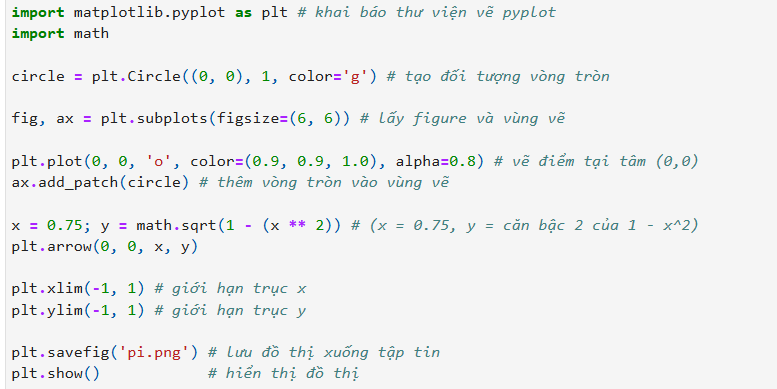 import matplotlib.pyplot as plt # khai báo thư viện vẽ pyplot
import math
circle = plt.Circle((0, 0), 1, color='g') # tạo đối tượng vòng tròn
fig, ax = plt.subplots(figsize=(6, 6)) # lấy figure và vùng vẽ
plt.plot(0, 0, 'o', color=(0.9, 0.9, 1.0), alpha=0.8) # vẽ điểm tại tâm (0,0)
ax.add_patch(circle) # thêm vòng tròn vào vùng vẽ
x = 0.75; y = math.sqrt(1 - (x ** 2)) # (x = 0.75, y = căn bậc 2 của 1 - x^2)
plt.arrow(0, 0, x, y)
plt.xlim(-1, 1) # giới hạn trục x
plt.ylim(-1, 1) # giới hạn trục y
plt.savefig('pi.png') # lưu đồ thị xuống tập tin
plt.show() # hiển thị đồ thị